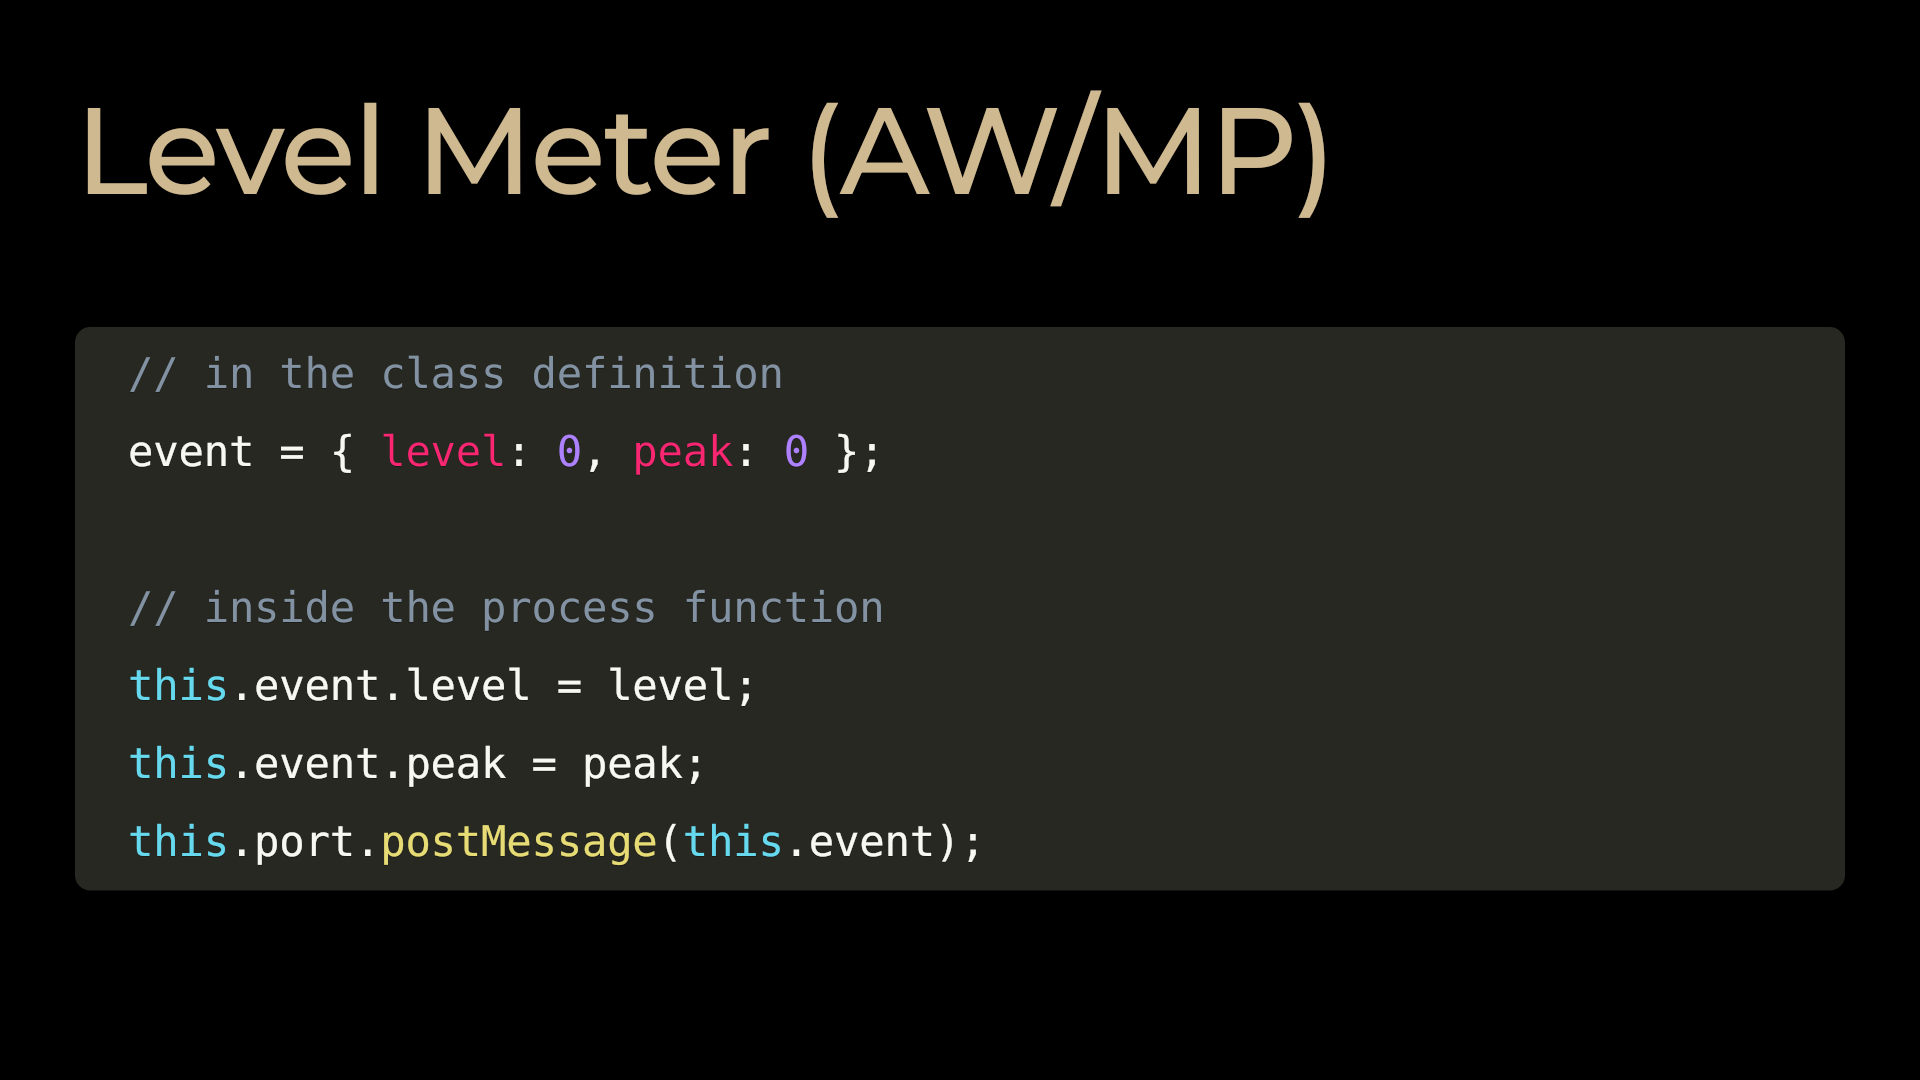 Level Meter (AW/MP)
// in the class definition
event = { level: 0, peak: 0 };
// inside the process function
this.event.level = level;
this.event.peak = peak;
this.port.postMessage(this.event);